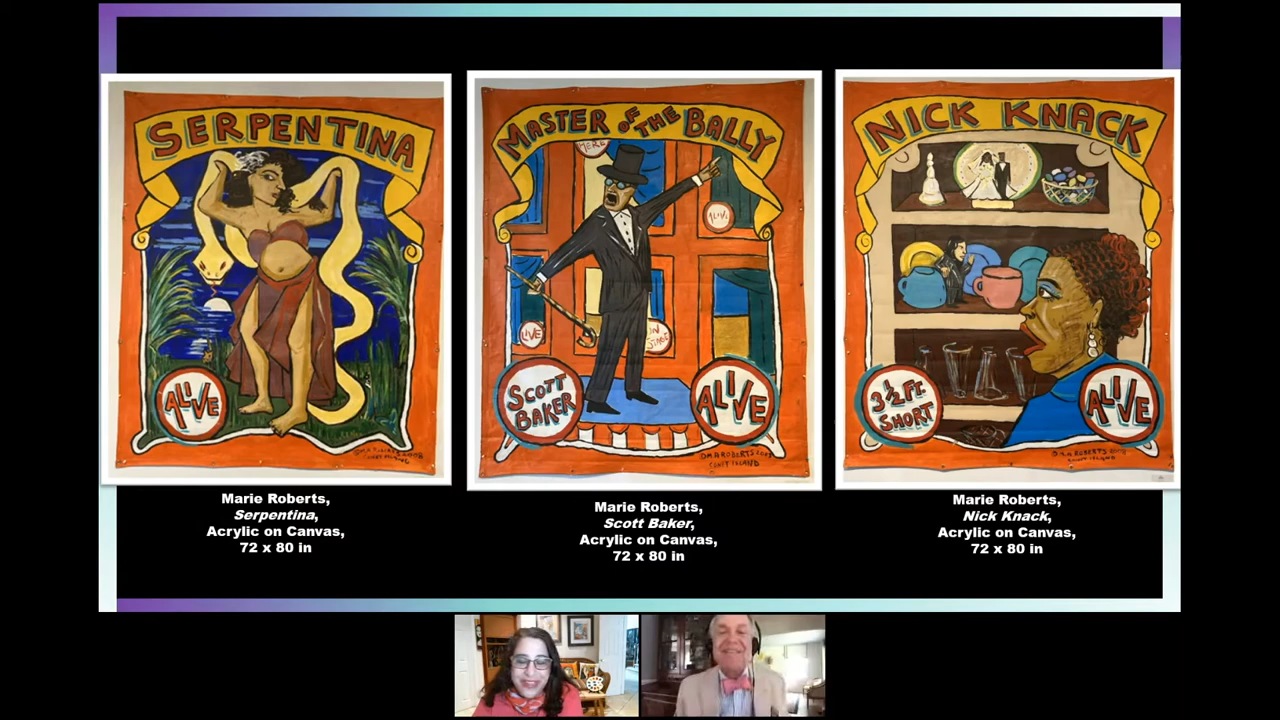 SERPENTINA
ALIVE
MASTER OF THE BALLY
HERE
ALIVE
LIVE
ON
STAGE
SCOTT
BAKER
ALIVE
NICK KNACK
3 1/2 FT.
SHORT
ALIVE
Marie Roberts,
Serpentina,
Acrylic on Canvas,
72 x 80 in
Marie Roberts,
Scott Baker,
Acrylic on Canvas,
72 x 80 in
Marie Roberts,
Nick Knack,
Acrylic on Canvas,
72 x 80 in